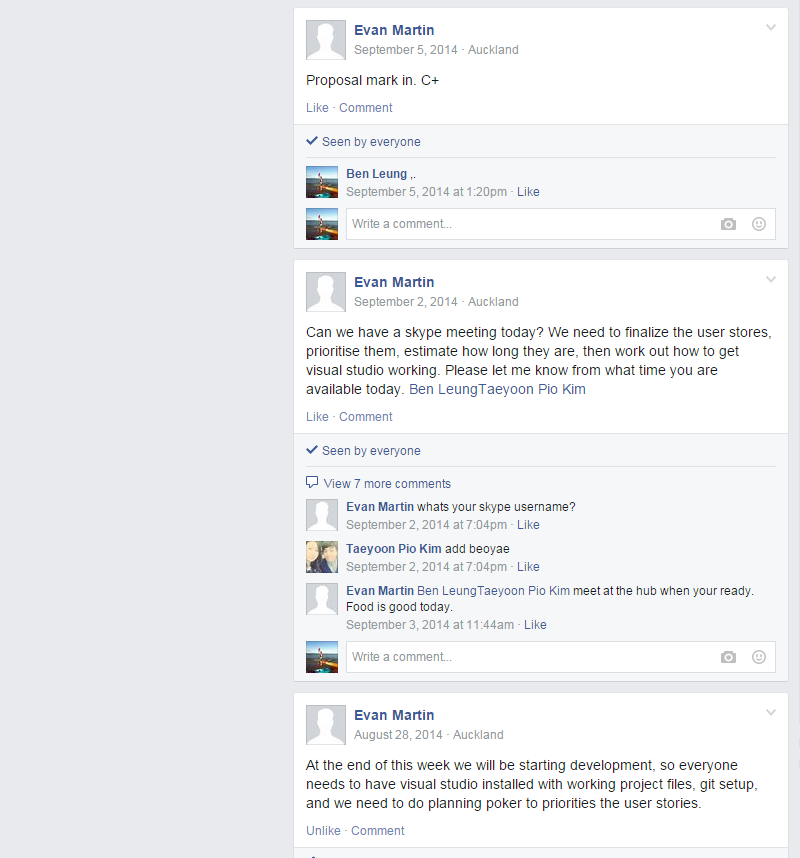 Evan Martin
September 5, 2014 · Auckland
Proposal mark in. C+
Like · Comment
Seen by everyone
Ben Leung ,.
September 5, 2014 at 1:20pm · Like
Write a comment...
Evan Martin
September 2, 2014 · Auckland
Can we have a skype meeting today? We need to finalize the user stores,
prioritise them, estimate how long they are, then work out how to get
visual studio working. Please let me know from what time you are
available today. Ben LeungTaeyoon Pio Kim
Like · Comment
Seen by everyone
View 7 more comments
Evan Martin whats your skype username?
September 2, 2014 at 7:04pm · Like
Taeyoon Pio Kim add beoyae
September 2, 2014 at 7:04pm · Like
Evan Martin Ben LeungTaeyoon Pio Kim meet at the hub when your ready.
Food is good today.
September 3, 2014 at 11:44am · Like
Write a comment...
Evan Martin
August 28, 2014 · Auckland
At the end of this week we will be starting development, so everyone
needs to have visual studio installed with working project files, git setup,
and we need to do planning poker to priorities the user stories.
Unlike · Comment